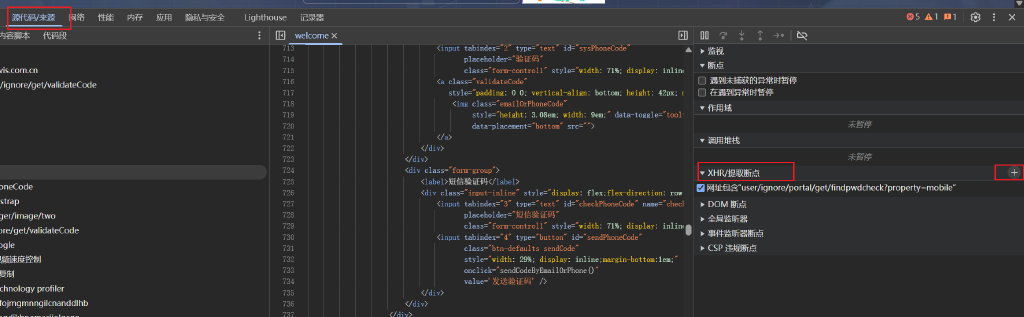 源代码/来源 网络 性能 内存 应用 隐私与安全 Lighthouse 记录器 5 1 1
内容脚本 代码段
welcome
vis.com.cn
/ignore/get/validateCode
oneCode
strap
ger/image/two
ore/get/validateCode
ogle
视频速度控制
复制
technology profiler
fojmgmnngilcnanddlhb
713 <input tabindex="2" type="text" id="sysPhoneCode"
714 placeholder="验证码"
715 class="form-control1" style="width: 71%; display: inline
716 <a class="validateCode"
717 style="padding: 0 0; vertical-align: bottom; height: 42px;
718 <img class="emailOrPhoneCode"
719 style="height: 3.08em; width: 9em;" data-toggle="tool
720 data-placement="bottom" src="">
721 </a>
722 </div>
723 </div>
724 <div class="form-group">
725 <label>短信验证码</label>
726 <div class="input-inline" style="display: flex;flex-direction: row
727 <input tabindex="3" type="text" id="checkPhoneCode" name="chec
728 placeholder="短信验证码"
729 class="form-control1" style="width: 71%; display: inline
730 <input tabindex="4" type="button" id="sendPhoneCode"
731 class="btn-defaults sendCode"
732 style="width: 29%; display: inline;margin-bottom:1em;"
733 onclick="sendCodeByEmailOrPhone()"
734 value="发送验证码" />
735 </div>
736 </div>
737 </div>
监视
断点
遇到未捕获的异常时暂停
在遇到异常时暂停
作用域
未暂停
调用堆栈
未暂停
XHR/提取断点
网址包含"user/ignore/portal/get/findpwdcheck?property=mobile"
DOM 断点
全局监听器
事件监听器断点
CSP 违规断点